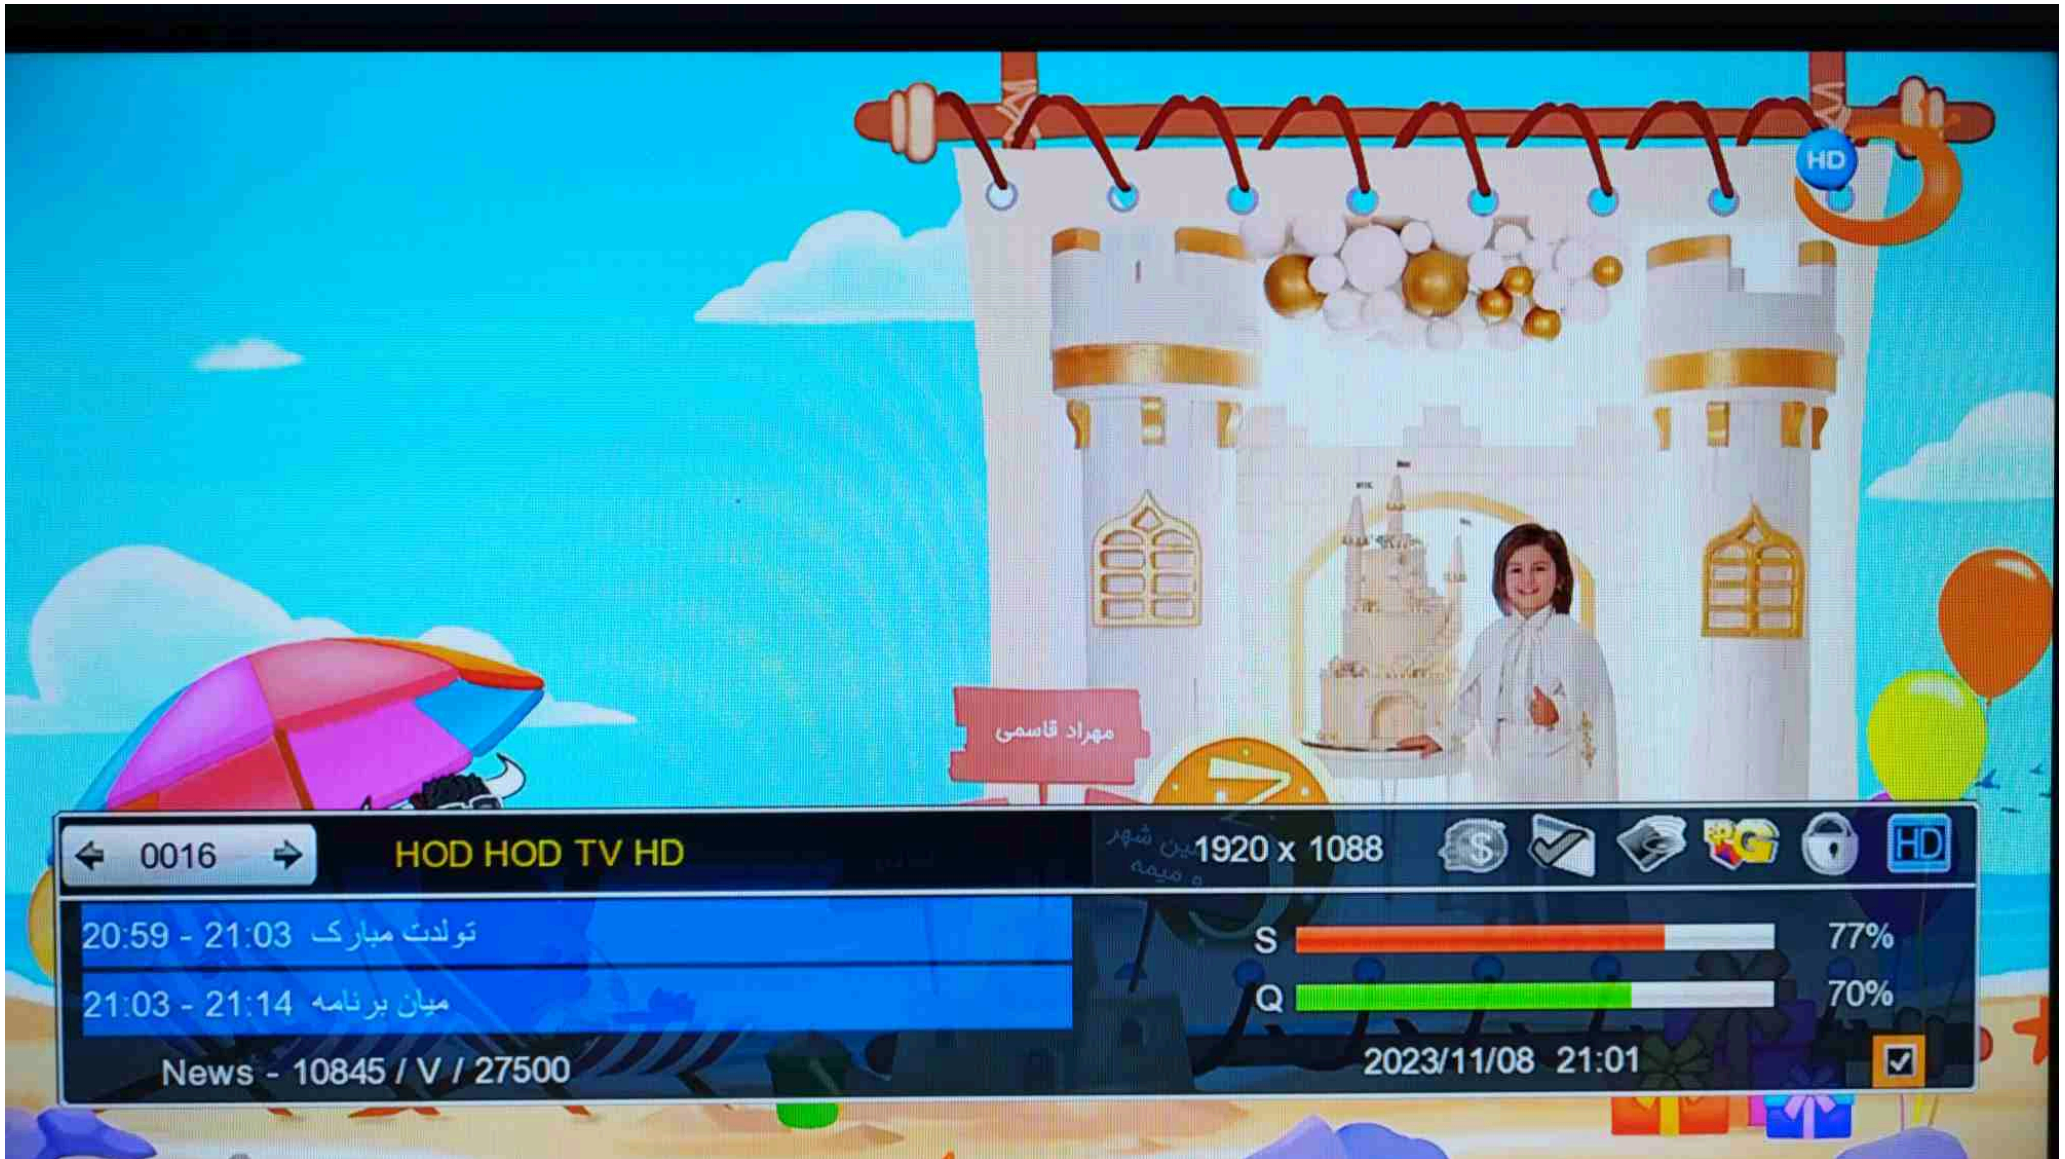 HD
مهراد قاسمی
0016
HOD HOD TV HD
1920 x 1088
HD
20:59 - 21:03 تولدت مبارک
21:03 - 21:14 میان برنامه
S 77%
Q 70%
News - 10845 / V / 27500
2023/11/08 21:01